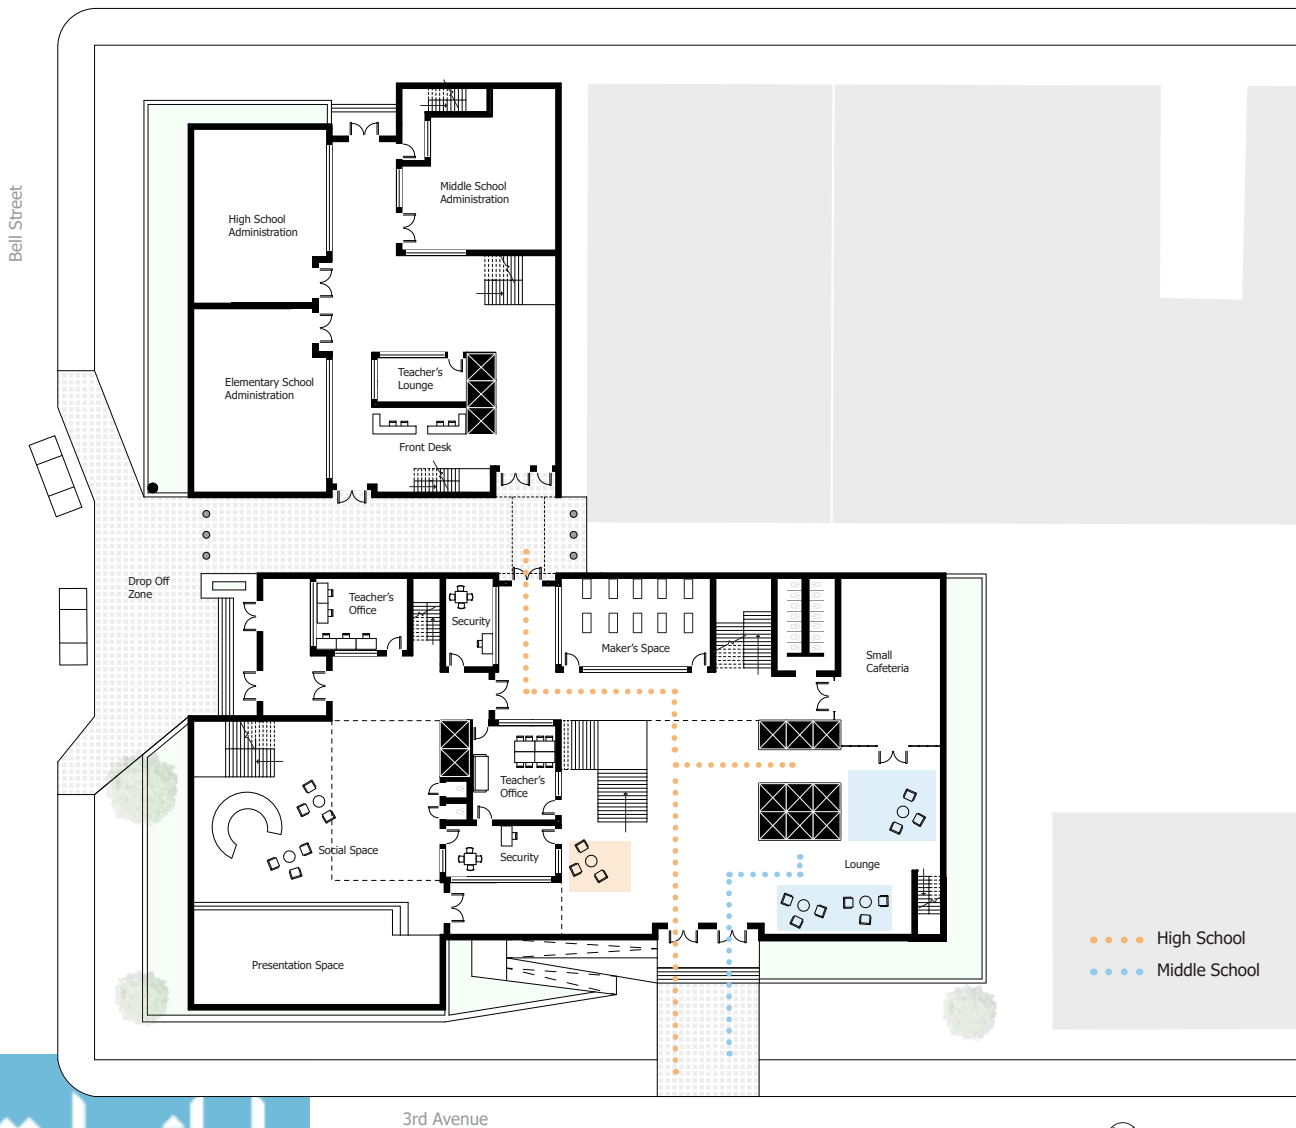 Bell Street
Middle School
Administration
High School
Administration
Teacher's
Lounge
Elementary School
Administration
Front Desk
Drop Off
Zone
Teacher's
Office
Security
Maker's Space
Small
Cafeteria
Teacher's
Office
Social Space
Security
Lounge
Presentation Space
High School
Middle School
3rd Avenue